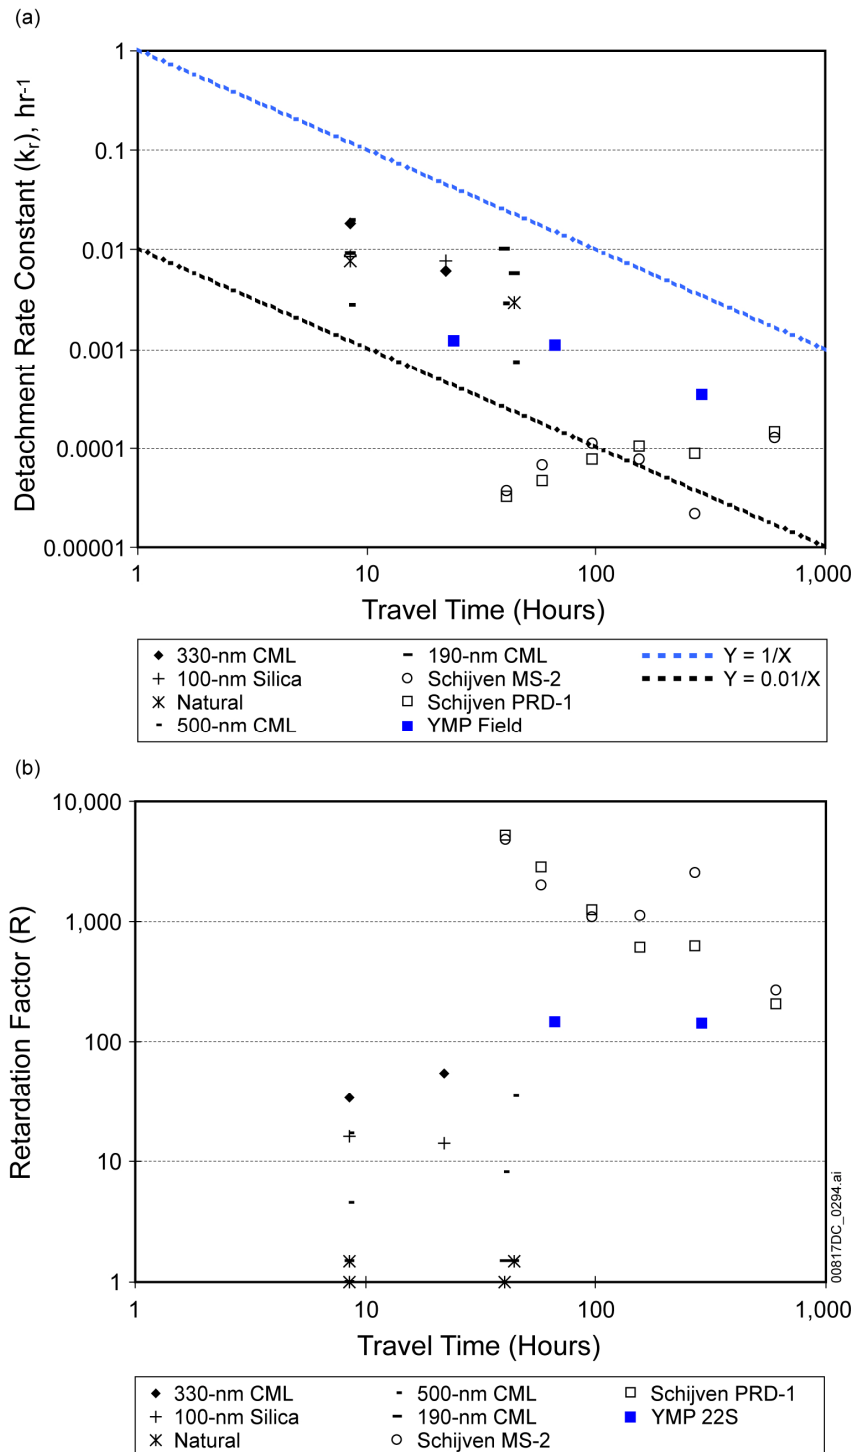 (a)
Detachment Rate Constant (kr), hr-1
1
0.1
0.01
0.001
0.0001
0.00001
1
10
100
1,000
Travel Time (Hours)
330-nm CML
190-nm CML
Y = 1/X
100-nm Silica
Schijven MS-2
Y = 0.01/X
Natural
Schijven PRD-1
500-nm CML
YMP Field
(b)
Retardation Factor (R)
10,000
1,000
100
10
1
1
10
100
1,000
Travel Time (Hours)
00817DC_0294.ai
330-nm CML
500-nm CML
Schijven PRD-1
100-nm Silica
190-nm CML
YMP 22S
Natural
Schijven MS-2